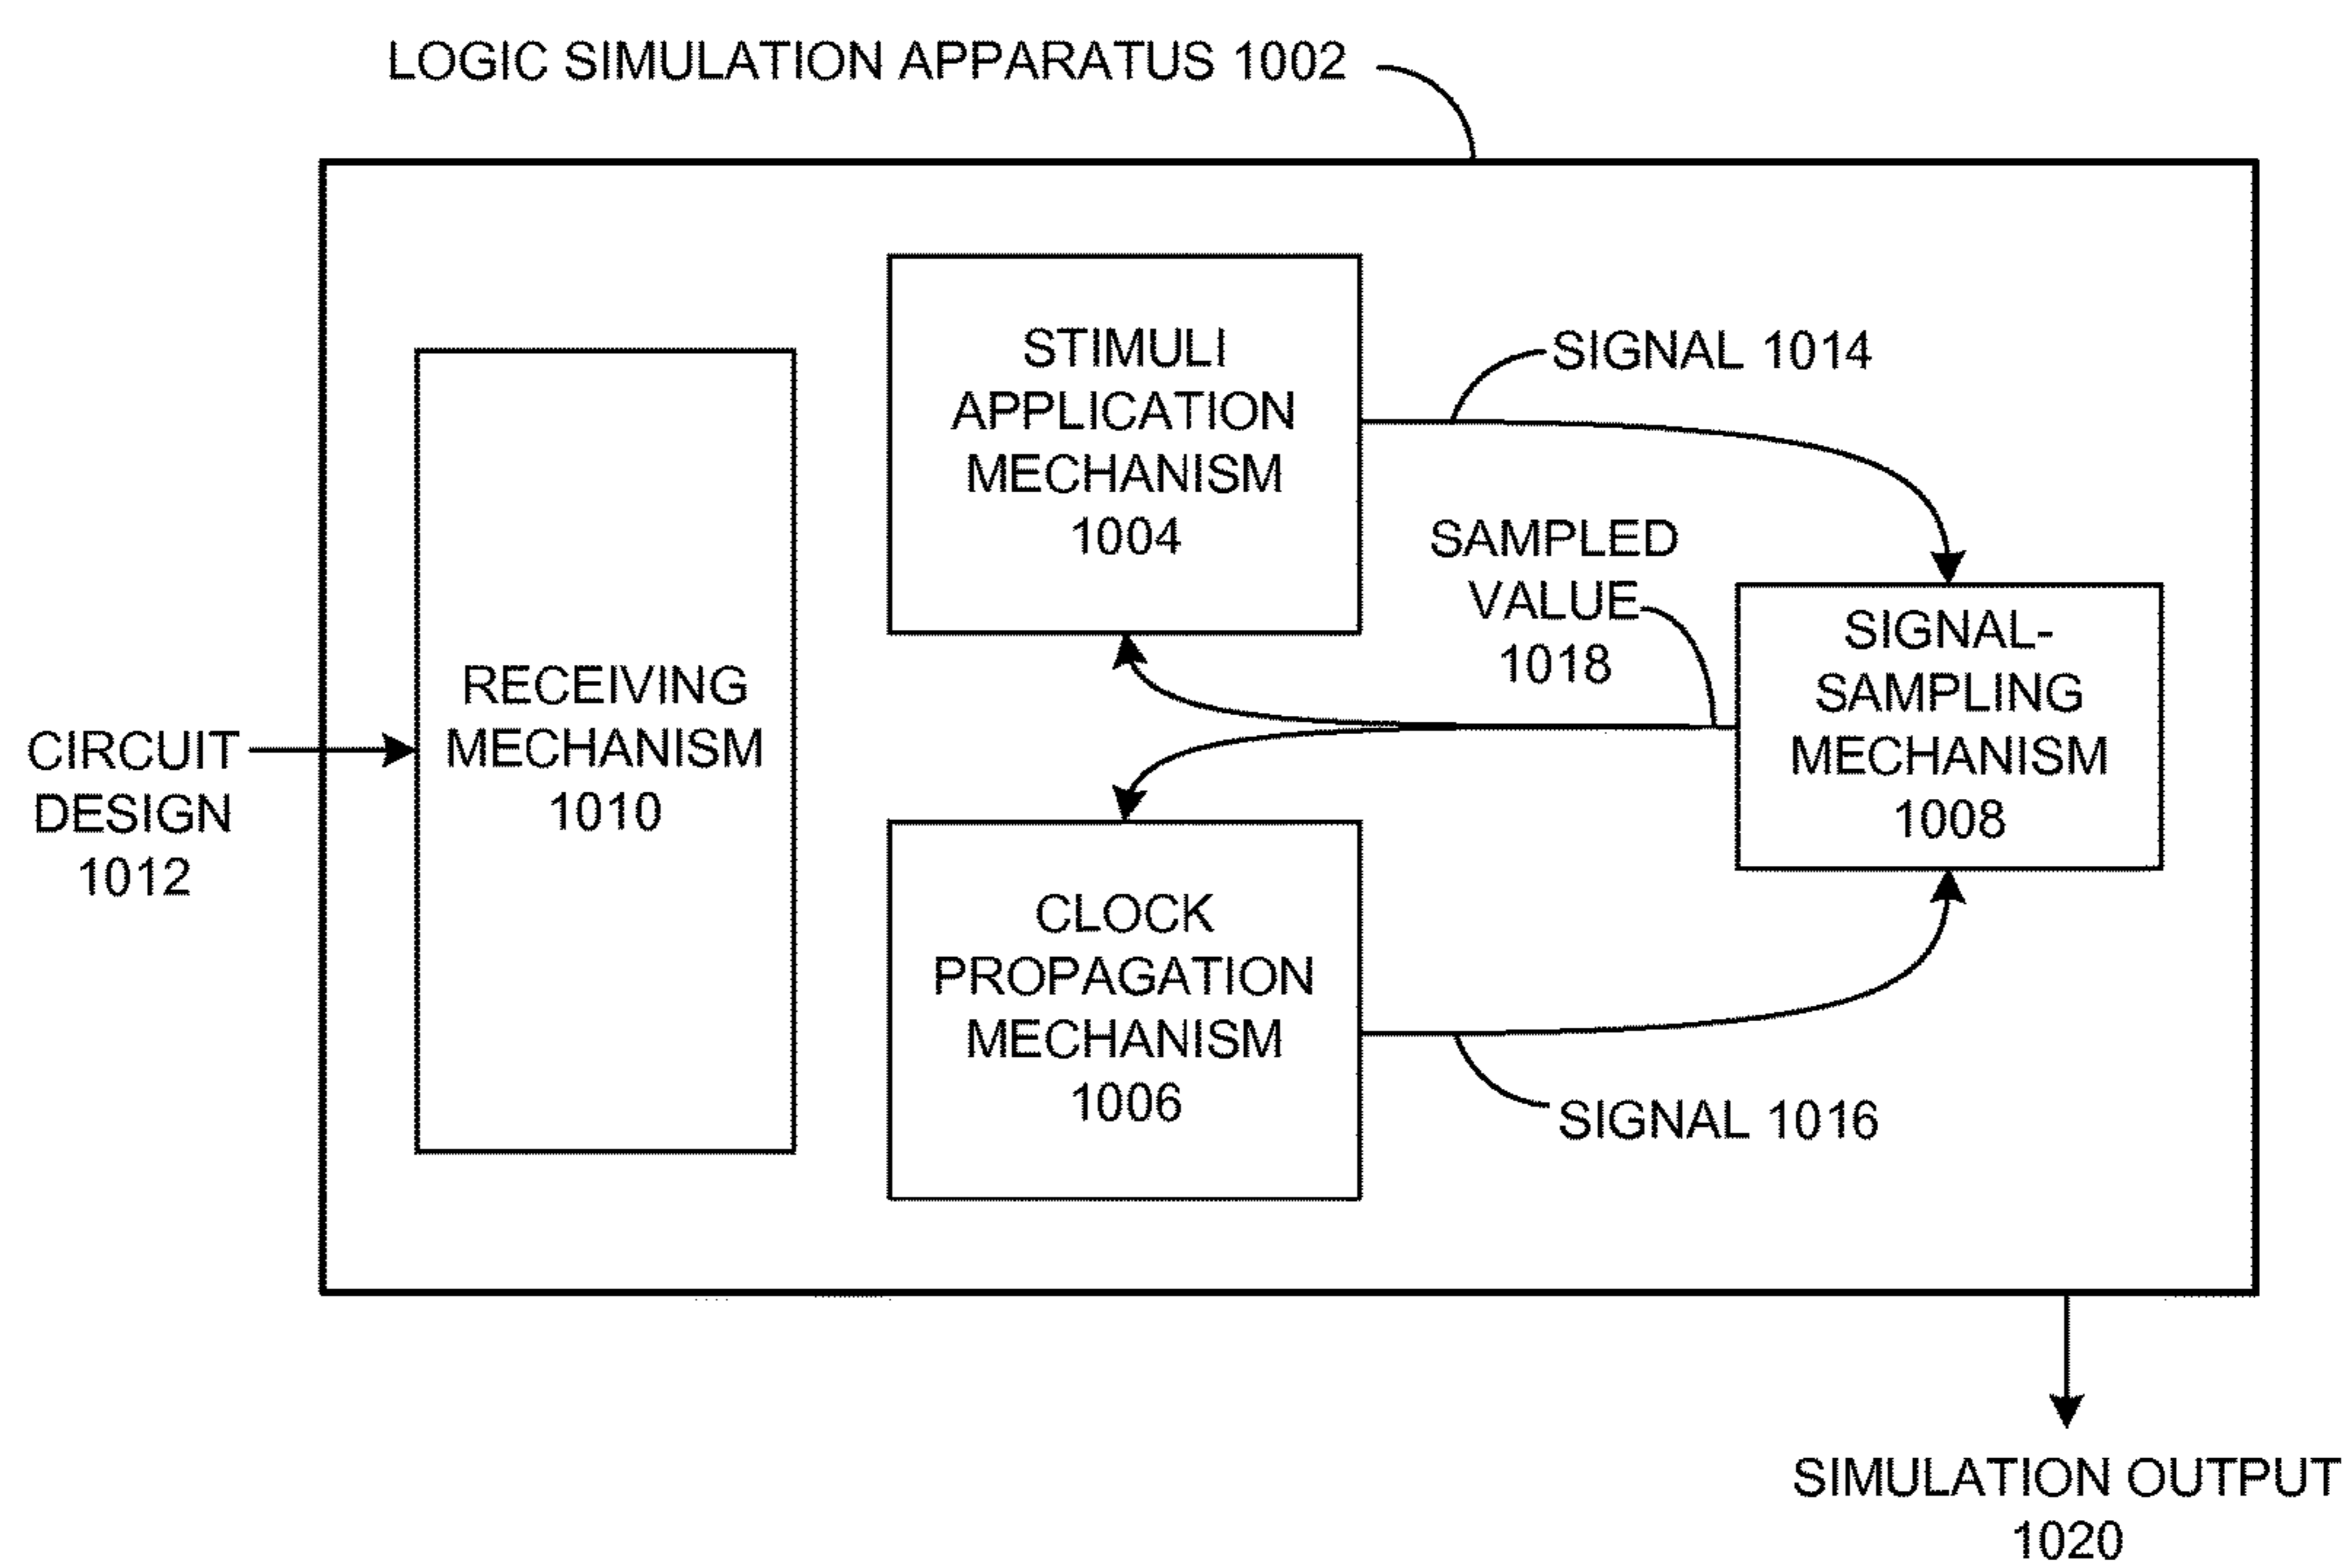 LOGIC SIMULATION APPARATUS 1002
STIMULI
APPLICATION
MECHANISM
1004
SIGNAL 1014
SAMPLED
VALUE
1018
SIGNAL-
SAMPLING
MECHANISM
1008
RECEIVING
MECHANISM
1010
CIRCUIT
DESIGN
1012
CLOCK
PROPAGATION
MECHANISM
1006
SIGNAL 1016
SIMULATION OUTPUT
1020